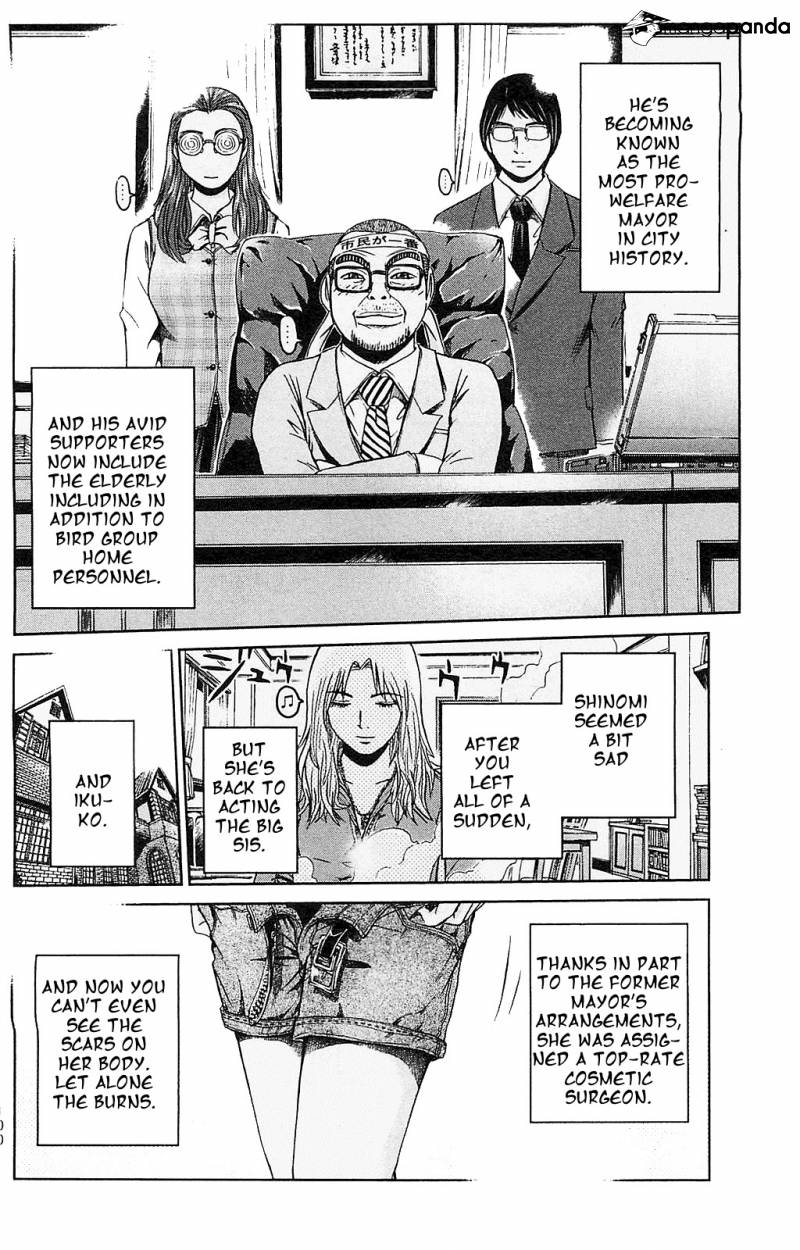 mangapanda
HE'S
BECOMING
KNOWN
AS THE
MOST PRO-
WELFARE
MAYOR
IN CITY
HISTORY.
市民が一番
AND HIS AVID
SUPPORTERS
NOW INCLUDE
THE ELDERLY
INCLUDING IN
ADDITION TO
BIRD GROUP
HOME
PERSONNEL.
SHINOMI
SEEMED
A BIT
SAD
AFTER
YOU
LEFT
ALL OF A
SUDDEN,
BUT
SHE'S
BACK TO
ACTING
THE BIG
SIS.
AND
IKU-
KO.
THANKS IN PART
TO THE FORMER
MAYOR'S
ARRANGEMENTS,
SHE WAS ASSIG-
NED A TOP-RATE
COSMETIC
SURGEON.
AND NOW YOU
CAN'T EVEN
SEE THE
SCARS ON
HER BODY.
LET ALONE
THE BURNS.